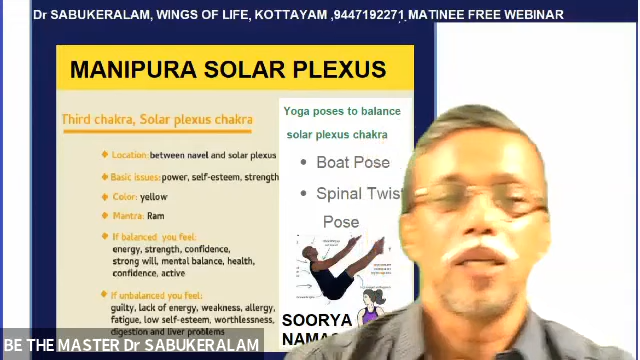 Dr SABUKERALAM, WINGS OF LIFE, KOTTAYAM ,9447192271 MATINEE FREE WEBINAR
MANIPURA SOLAR PLEXUS
Third chakra, Solar plexus chakra
Location: between navel and solar plexus
Basic issues: power, self-esteem, strength
Color: yellow
Mantra: Ram
If balanced you feel:
energy, strength, confidence,
strong will, mental balance, health,
confidence, active
If unbalanced you feel:
guilty, lack of energy, weakness, allergy,
fatigue, low self-esteem, worthlessness,
digestion and liver problems
Yoga poses to balance
solar plexus chakra
• Boat Pose
• Spinal Twist
Pose
SOORYA
NAMA
BE THE MASTER Dr SABUKERALAM